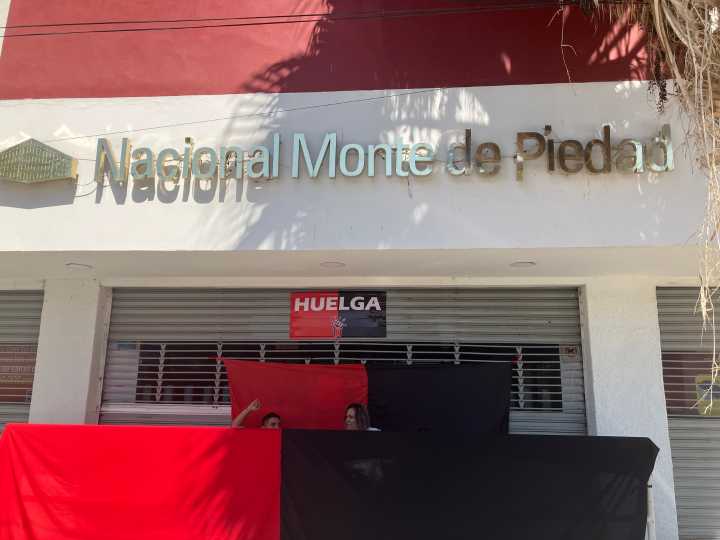 Nacional Monte de Piedad
HUELGA